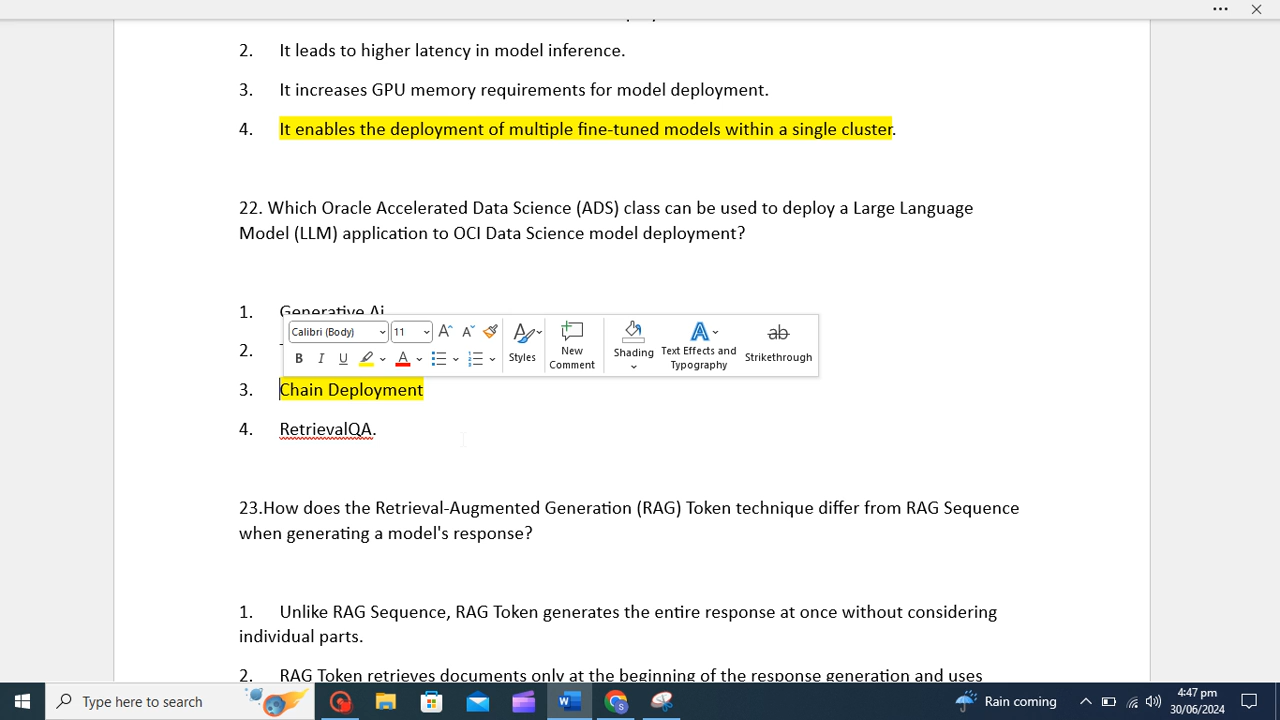 2. It leads to higher latency in model inference.
3. It increases GPU memory requirements for model deployment.
4. It enables the deployment of multiple fine-tuned models within a single cluster.
22. Which Oracle Accelerated Data Science (ADS) class can be used to deploy a Large Language
Model (LLM) application to OCI Data Science model deployment?
1. Generative Ai
Calibri (Body) 11 A A Styles New Comment Shading Text Effects and Typography ab Strikethrough
2.
B I U A
3. Chain Deployment
4. RetrievalQA.
23.How does the Retrieval-Augmented Generation (RAG) Token technique differ from RAG Sequence
when generating a model's response?
1. Unlike RAG Sequence, RAG Token generates the entire response at once without considering
individual parts.
2. RAG Token retrieves documents only at the beginning of the response generation and uses
Type here to search
Rain coming
4:47 pm
30/06/2024